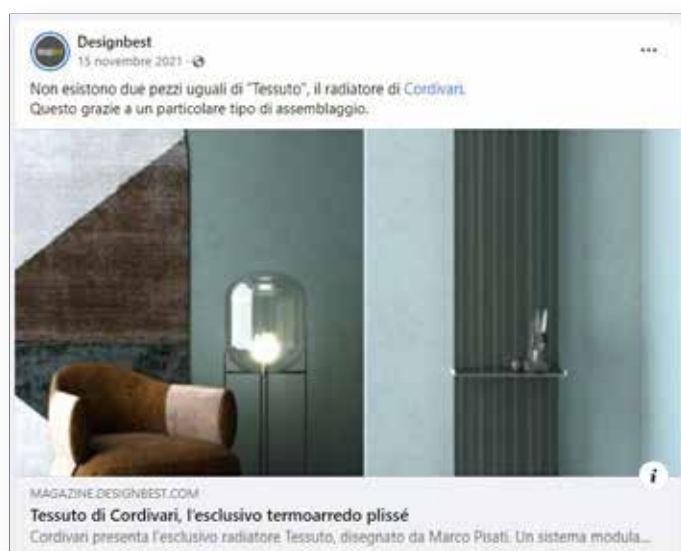 Designbest
15 novembre 2021 ·
Non esistono due pezzi uguali di "Tessuto", il radiatore di Cordivari.
Questo grazie a un particolare tipo di assemblaggio.
i
MAGAZINE.DESIGNBEST.COM
Tessuto di Cordivari, l'esclusivo termoarredo plissé
Cordivari presenta l'esclusivo radiatore Tessuto, disegnato da Marco Pisati. Un sistema modula...